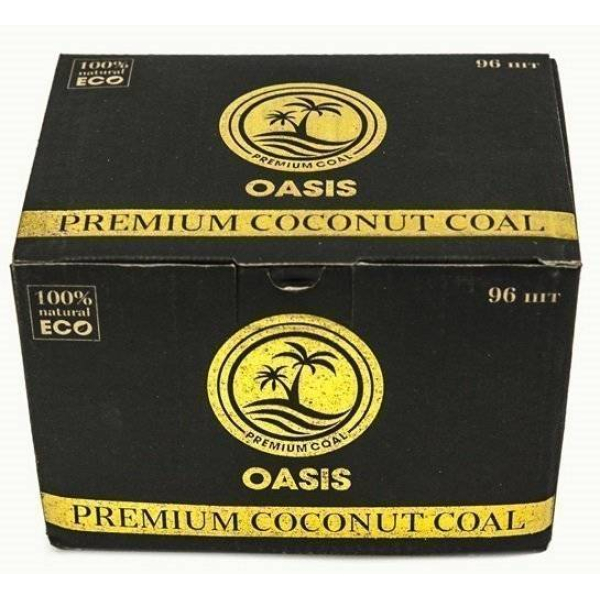 100%
natural
ECO
96 шт
PREMIUM COAL
OASIS
PREMIUM COCONUT COAL
100%
natural
ECO
96 шт
PREMIUM COAL
OASIS
PREMIUM COCONUT COAL